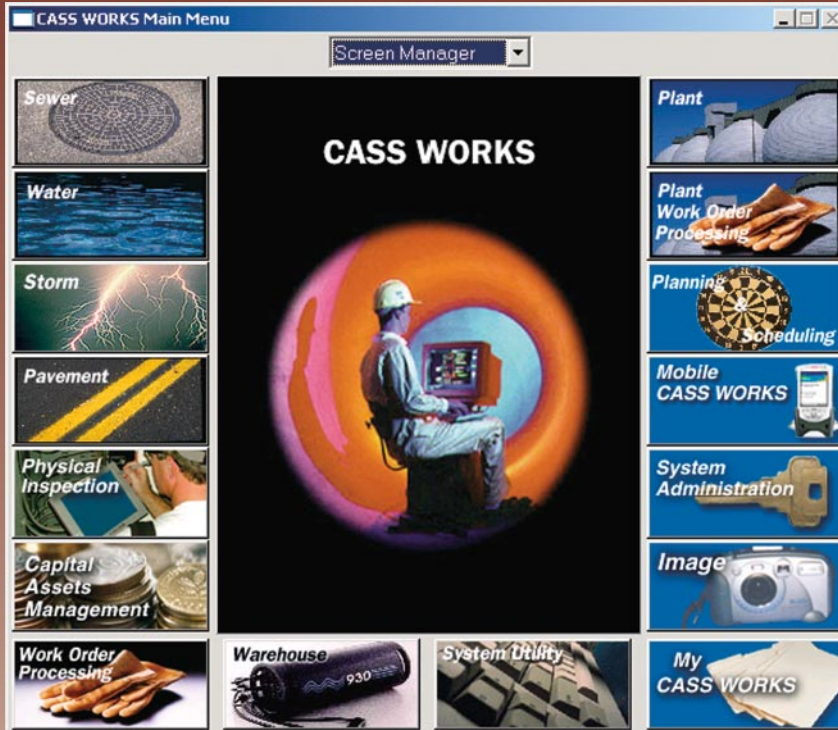 CASS WORKS Main Menu
Screen Manager
Sewer
Water
Storm
Pavement
Physical
Inspection
Capital
Assets
Management
Work Order
Processing
CASS WORKS
Plant
Plant
Work Order
Processing
Planning
&
Scheduling
Mobile
CASS WORKS
System
Administration
Image
Warehouse
930
System Utility
My
CASS WORKS